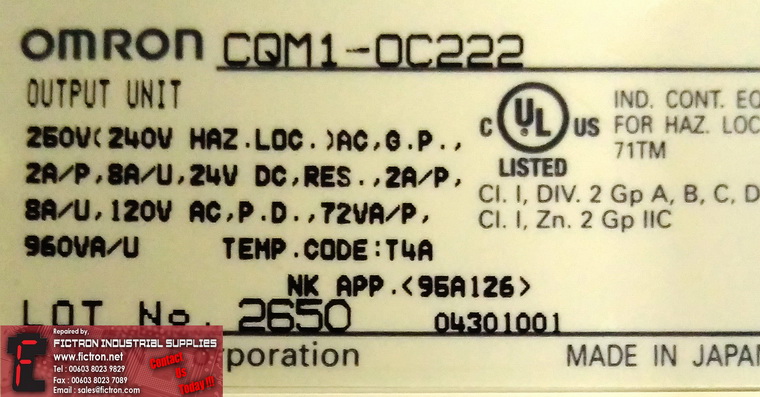 OMRON CQM1-OC222
OUTPUT UNIT
250V(240V HAZ.LOC.)AC,G.P.,
2A/P,8A/U,24V DC,RES.,2A/P,
8A/U,120V AC,P.D.,72VA/P,
960VA/U TEMP.CODE:T4A
C UL US
LISTED
IND. CONT. EQ
FOR HAZ. LOC
71TM
Cl. I, DIV. 2 Gp A, B, C, D
Cl. I, Zn. 2 Gp IIC
NK APP.<96A126>
LOT No. 2650 04301001
rporation MADE IN JAPAN
Repaired by,
FICTRON INDUSTRIAL SUPPLIES
www.fictron.net
Tel : 00603 8023 9829
Fax : 00603 8023 7089
Email : sales@fictron.com
Contact
Us
Today!!!